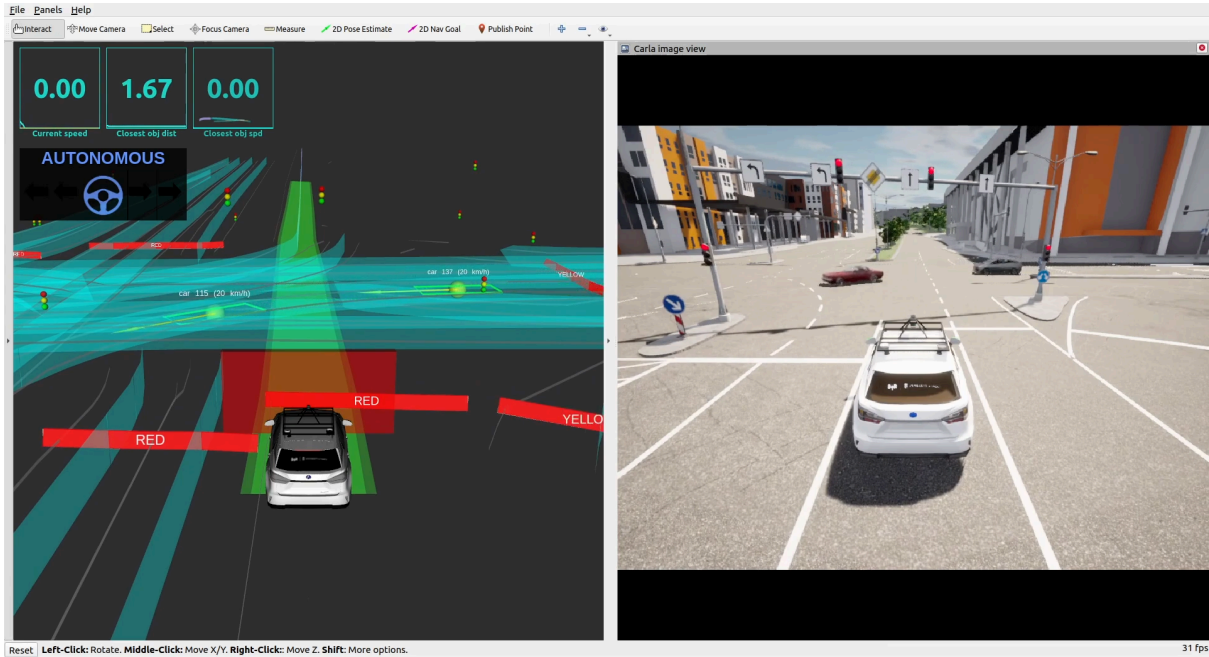 File Panels Help
Interact Move Camera Select Focus Camera Measure 2D Pose Estimate 2D Nav Goal Publish Point
Carla image view
0.00 1.67 0.00
Current speed Closest obj dist Closest obj spd
AUTONOMOUS
RED
RED
YELLOW
car 137 (20 km/h)
car 115 (20 km/h)
RED
YELLO
RED
Reset Left-Click: Rotate. Middle-Click: Move X/Y. Right-Click:: Move Z. Shift: More options.
31 fps